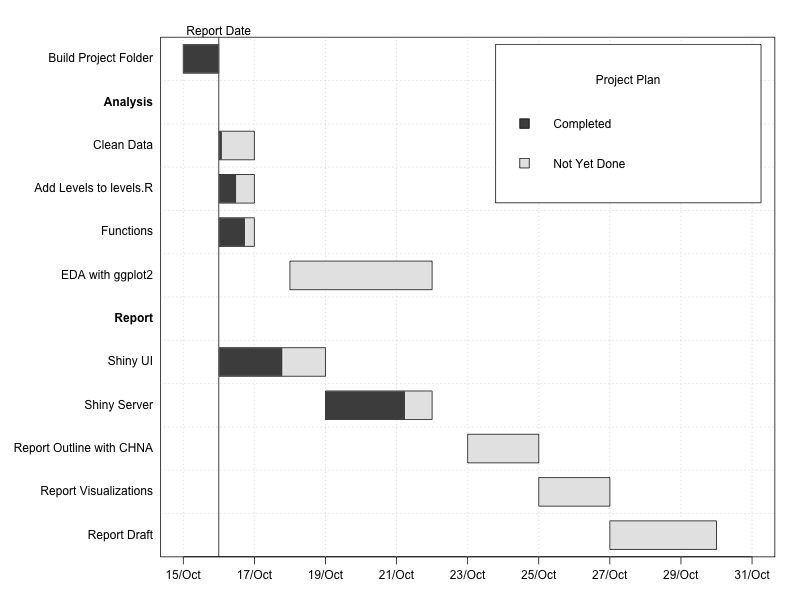 Report Date
Build Project Folder
Project Plan
Analysis
Completed
Clean Data
Not Yet Done
Add Levels to levels.R
Functions
EDA with ggplot2
Report
Shiny UI
Shiny Server
Report Outline with CHNA
Report Visualizations
Report Draft
15/Oct 17/Oct 19/Oct 21/Oct 23/Oct 25/Oct 27/Oct 29/Oct 31/Oct